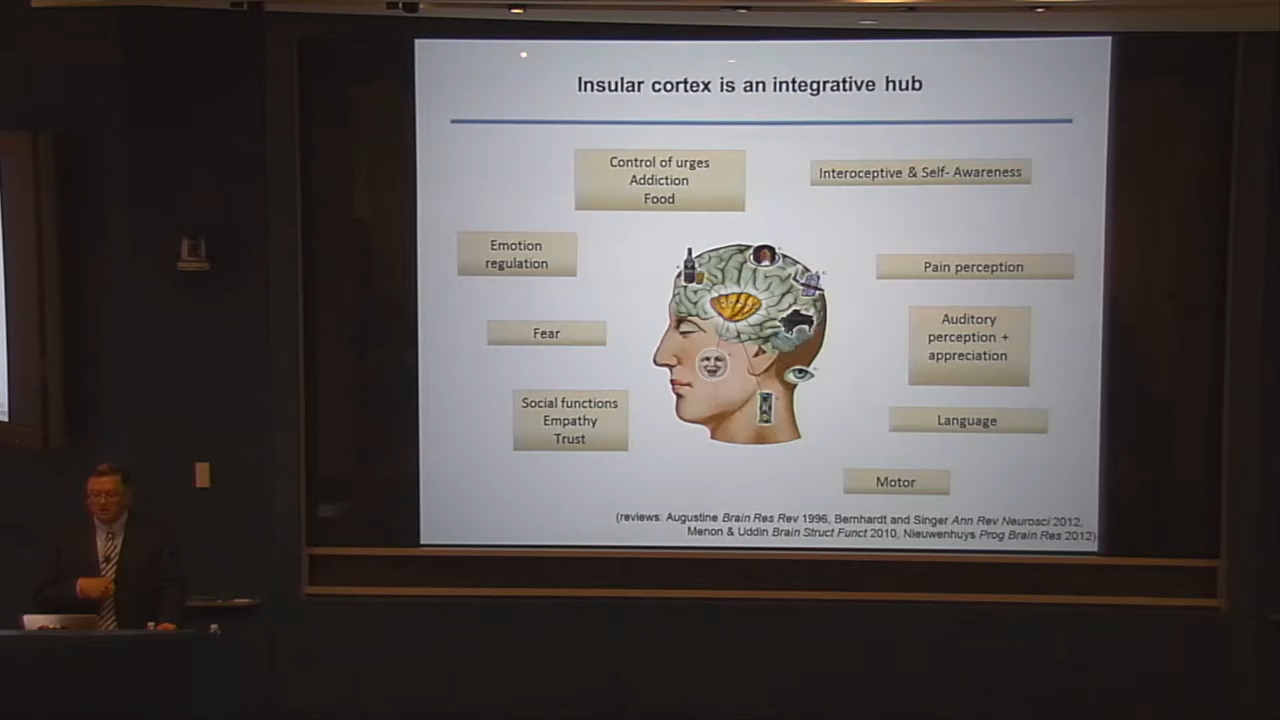 Insular cortex is an integrative hub
Control of urges
Addiction
Food
Interoceptive & Self- Awareness
Emotion
regulation
Pain perception
Fear
Auditory
perception +
appreciation
Social functions
Empathy
Trust
Language
Motor
(reviews: Augustine Brain Res Rev 1996, Bernhardt and Singer Ann Rev Neurosci 2012,
Menon & Uddin Brain Struct Funct 2010, Nieuwenhuys Prog Brain Res 2012)